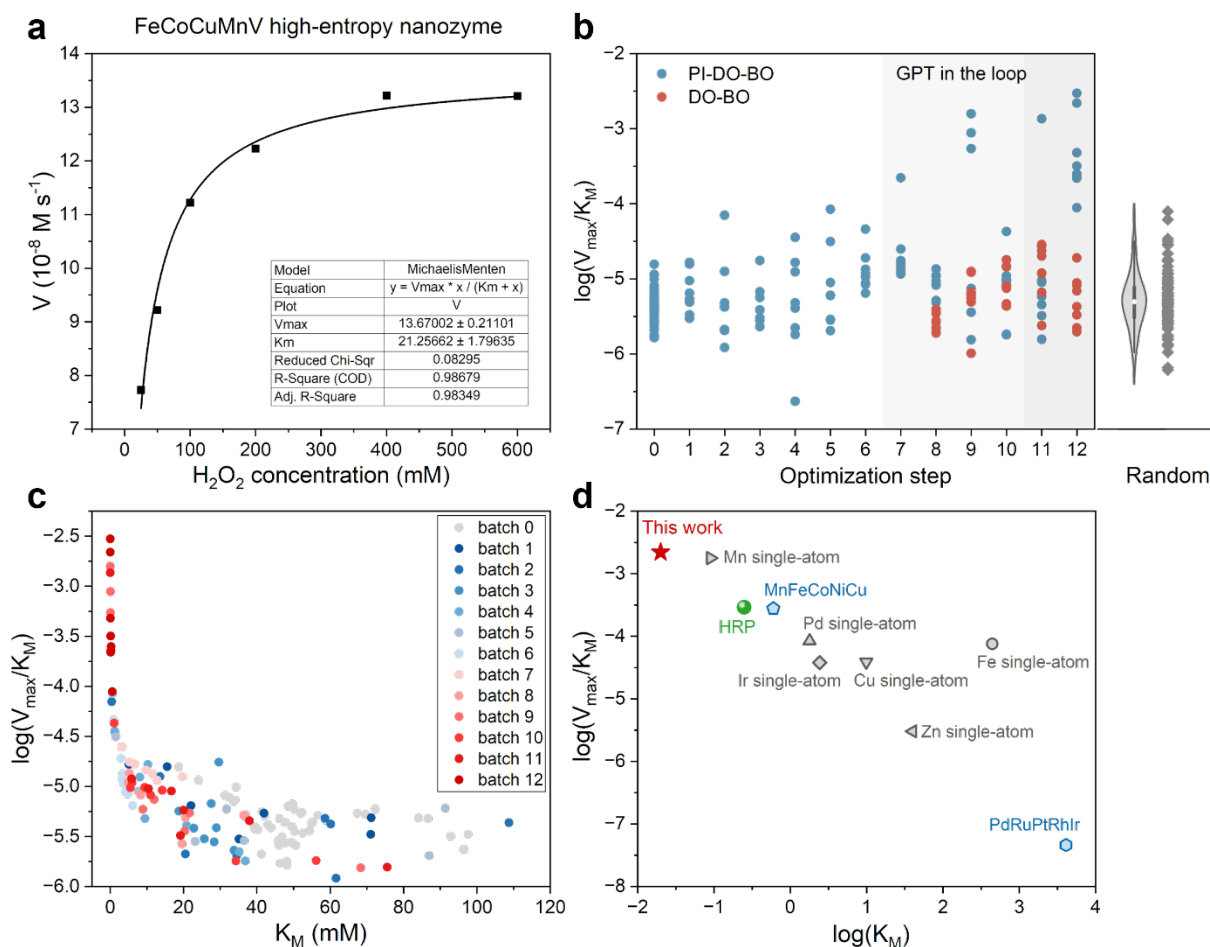 a
FeCoCuMnV high-entropy nanozyme
V (10⁻⁸ M s⁻¹)
14
13
12
11
10
9
8
7
0 100 200 300 400 500 600
H₂O₂ concentration (mM)
Model MichaelisMenten
Equation y = Vmax * x / (Km + x)
Plot V
Vmax 13.67002 ± 0.21101
Km 21.25662 ± 1.79635
Reduced Chi-Sqr 0.08295
R-Square (COD) 0.98679
Adj. R-Square 0.98349
b
log(V_max/K_M)
−2
−3
−4
−5
−6
−7
PI-DO-BO
DO-BO
GPT in the loop
0 1 2 3 4 5 6 7 8 9 10 11 12
Optimization step
Random
c
log(V_max/K_M)
−2.5
−3.0
−3.5
−4.0
−4.5
−5.0
−5.5
−6.0
0 20 40 60 80 100 120
K_M (mM)
batch 0
batch 1
batch 2
batch 3
batch 4
batch 5
batch 6
batch 7
batch 8
batch 9
batch 10
batch 11
batch 12
d
log(V_max/K_M)
−2
−3
−4
−5
−6
−7
−8
−2 −1 0 1 2 3 4
log(K_M)
This work
Mn single-atom
MnFeCoNiCu
HRP
Pd single-atom
Ir single-atom
Cu single-atom
Fe single-atom
Zn single-atom
PdRuPtRhIr